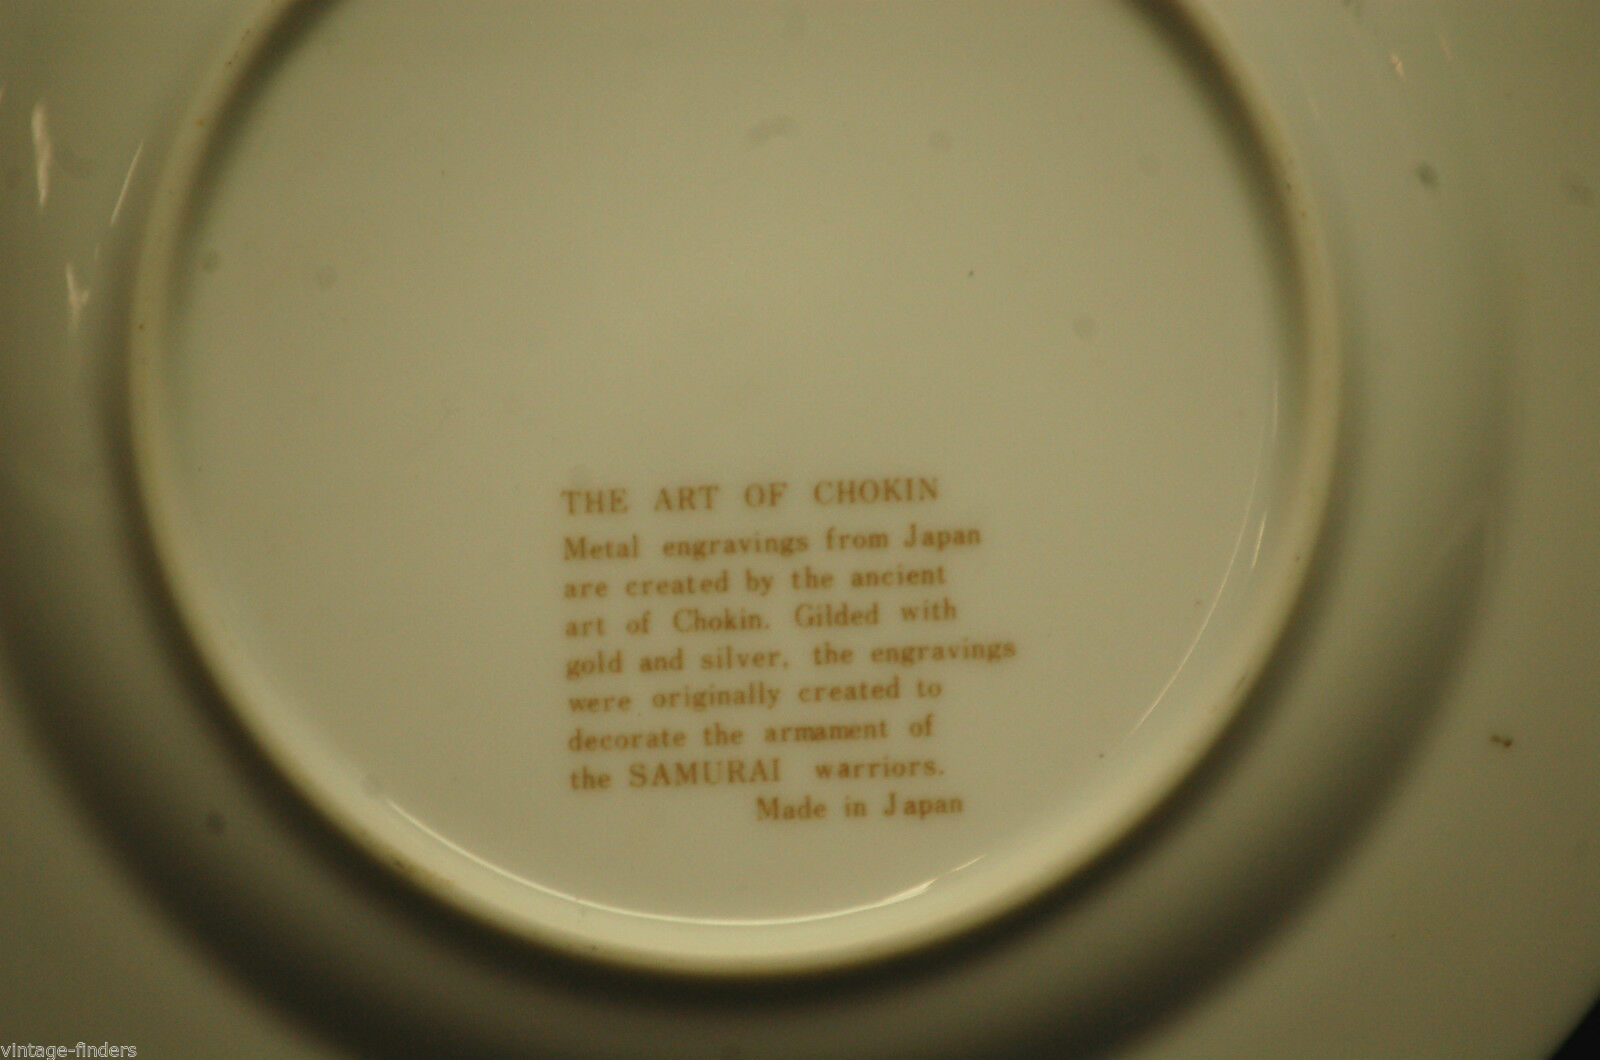 THE ART OF CHOKIN
Metal engravings from Japan
are created by the ancient
art of Chokin. Gilded with
gold and silver, the engravings
were originally created to
decorate the armament of
the SAMURAI warriors.
Made in Japan
vintage-finders